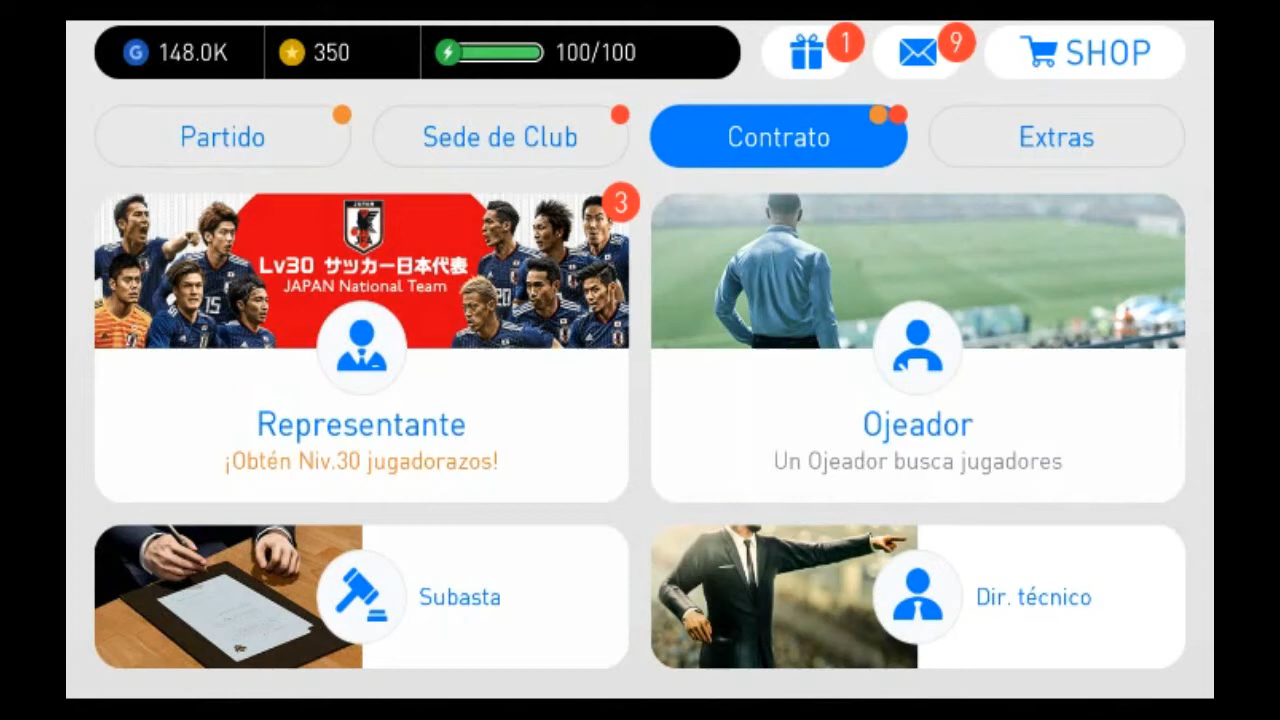 G 148.0K 350 100/100 1 9 SHOP
Partido Sede de Club Contrato Extras
3
JAPAN
Lv30 サッカー日本代表
JAPAN National Team
Representante
¡Obtén Niv.30 jugadorazos!
Ojeador
Un Ojeador busca jugadores
Subasta
Dir. técnico